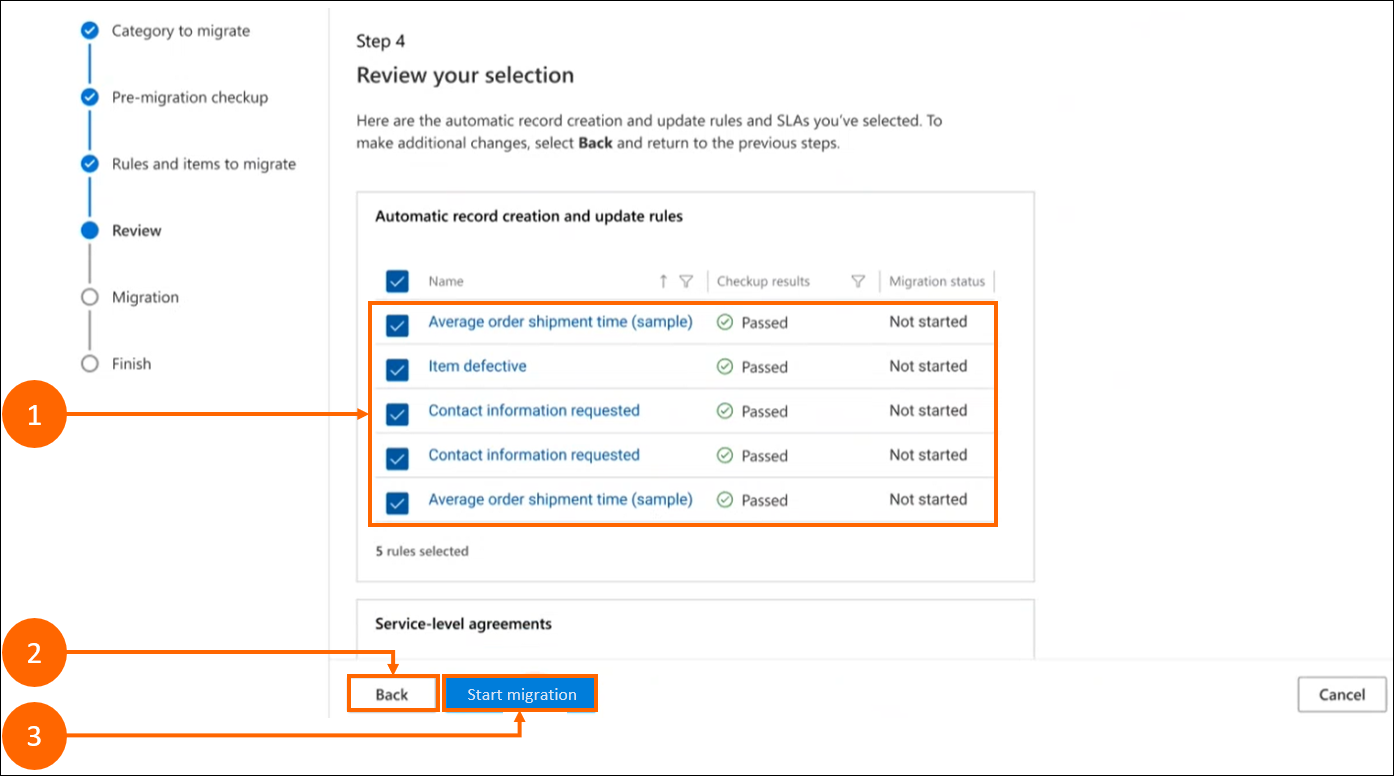 Category to migrate
Pre-migration checkup
Rules and items to migrate
Review
Migration
Finish
Step 4
Review your selection
Here are the automatic record creation and update rules and SLAs you've selected. To
make additional changes, select Back and return to the previous steps.
Automatic record creation and update rules
Name Checkup results Migration status
Average order shipment time (sample) Passed Not started
Item defective Passed Not started
Contact information requested Passed Not started
Contact information requested Passed Not started
Average order shipment time (sample) Passed Not started
5 rules selected
Service-level agreements
Back Start migration Cancel
1
2
3